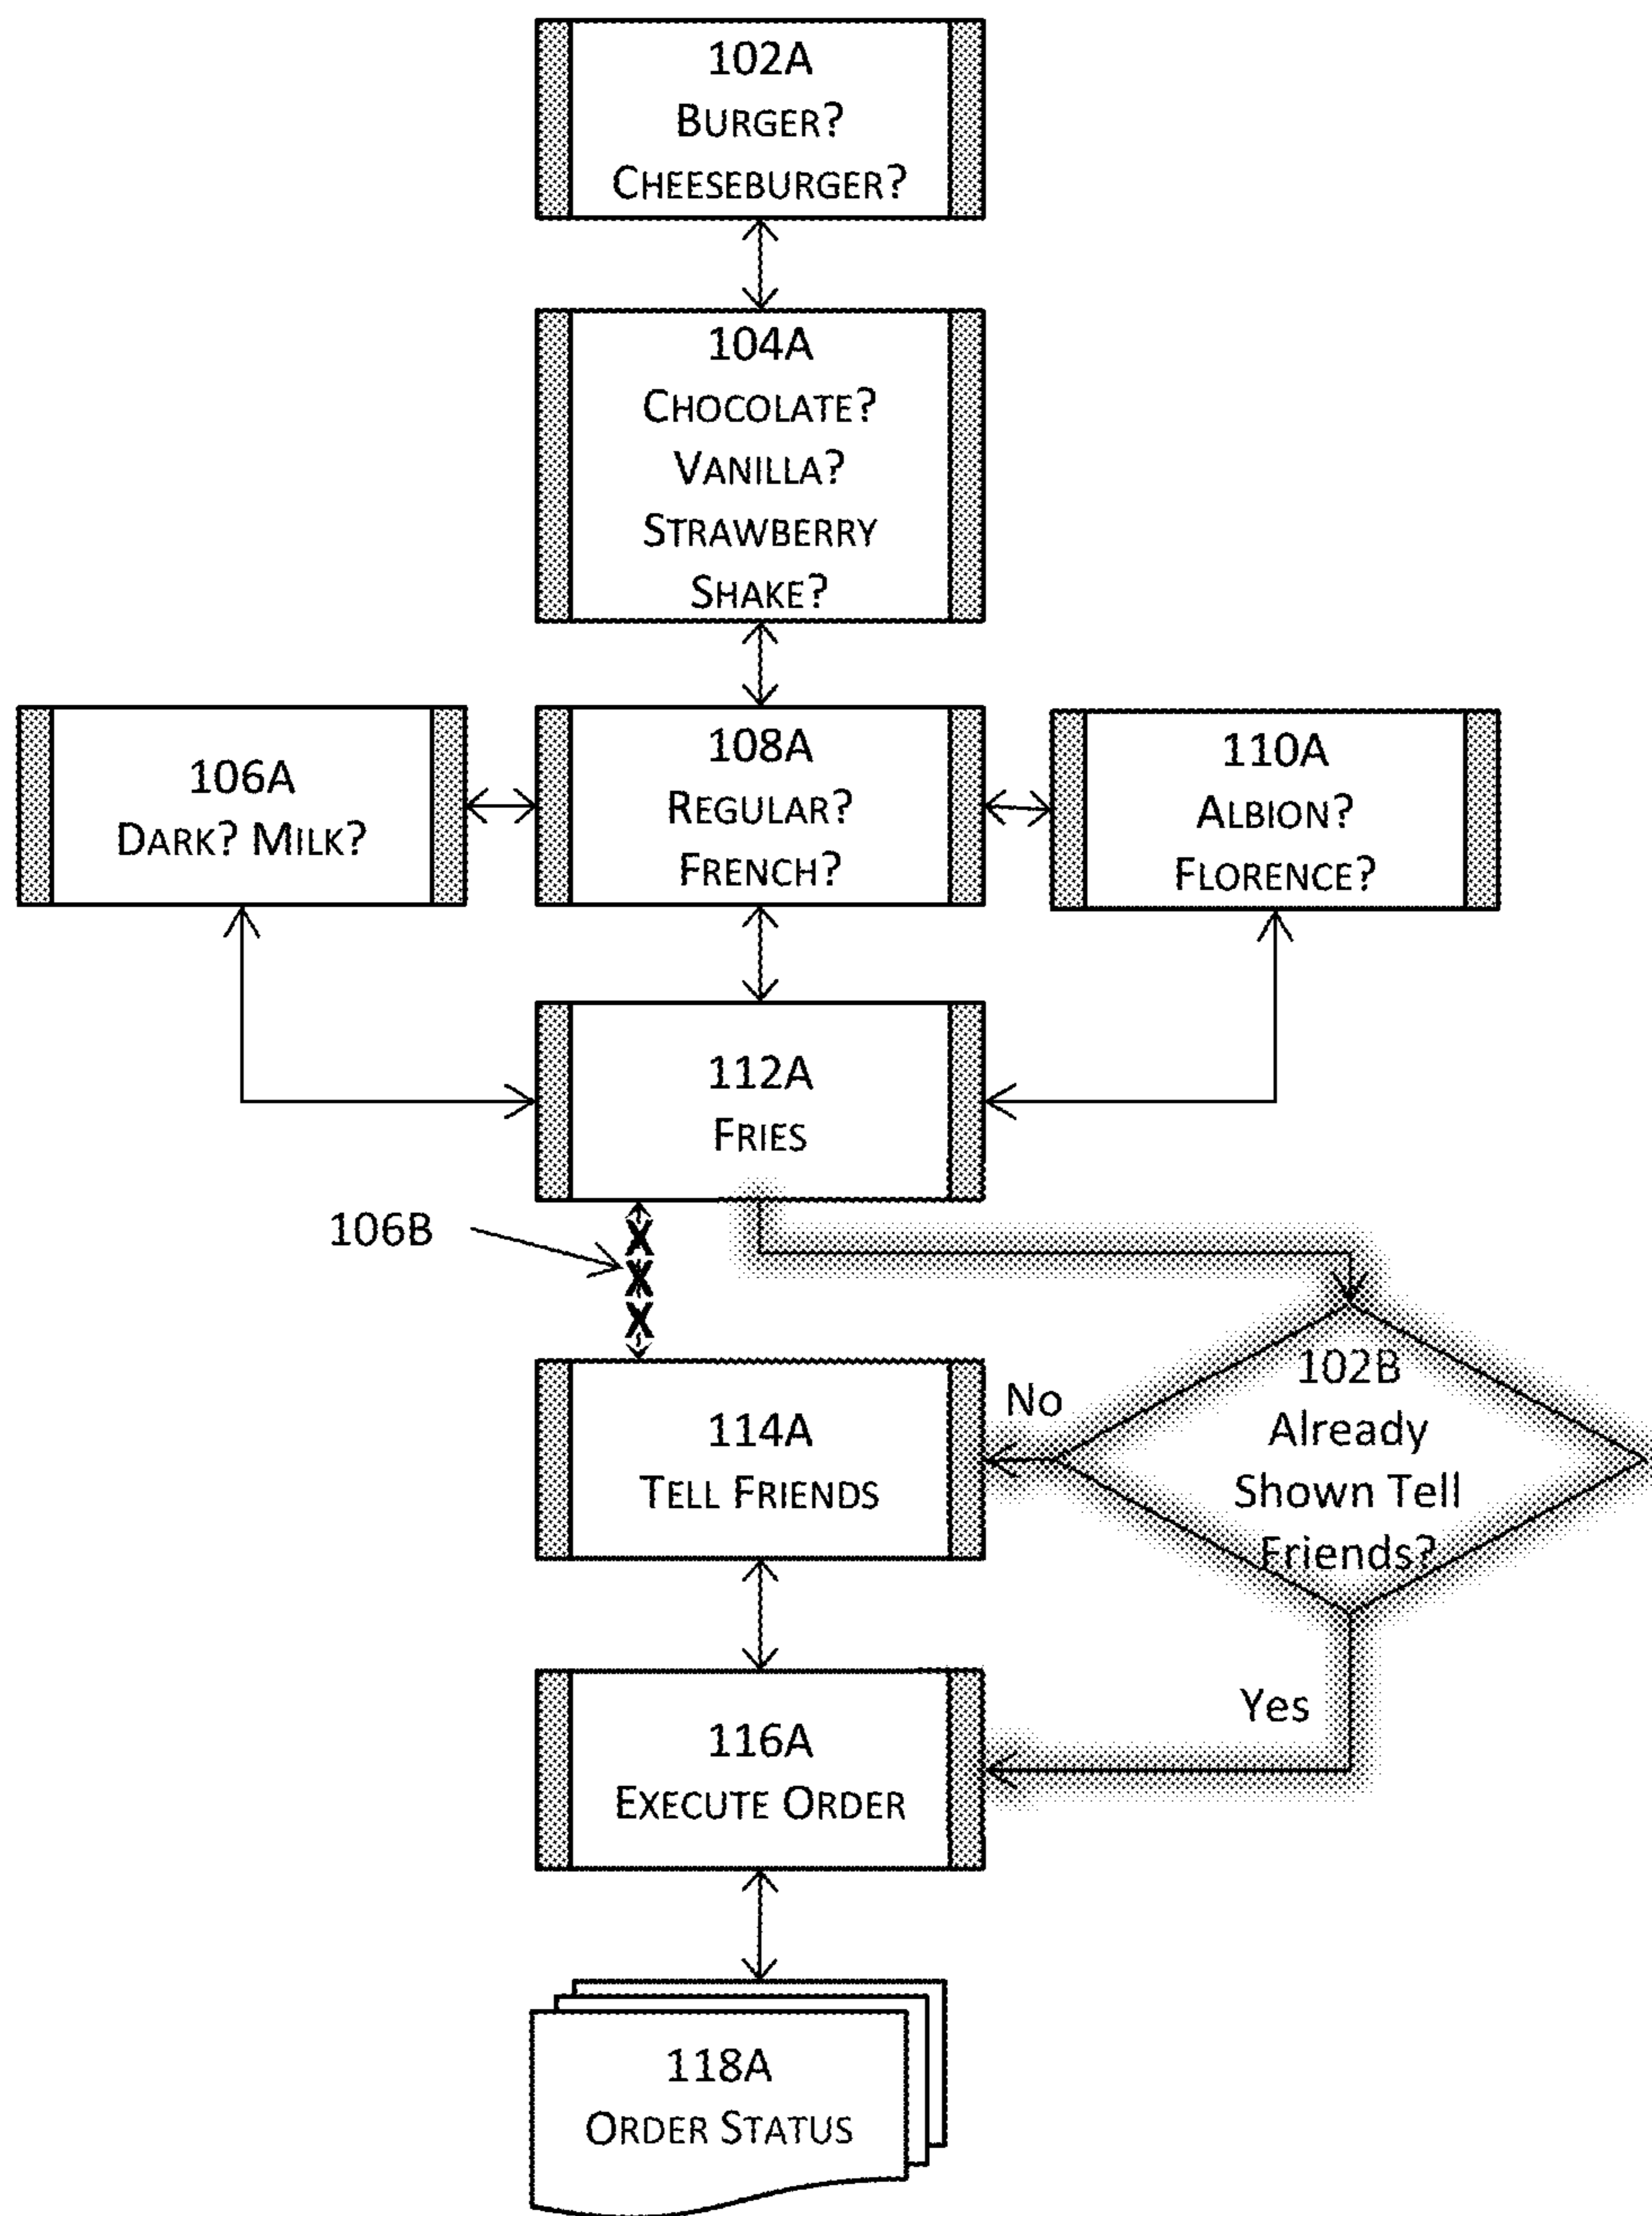 102A
BURGER?
CHEESEBURGER?
104A
CHOCOLATE?
VANILLA?
STRAWBERRY
SHAKE?
106A
DARK? MILK?
108A
REGULAR?
FRENCH?
110A
ALBION?
FLORENCE?
112A
FRIES
106B
X
X
X
102B
Already
Shown Tell
Friends?
No
114A
TELL FRIENDS
Yes
116A
EXECUTE ORDER
118A
ORDER STATUS